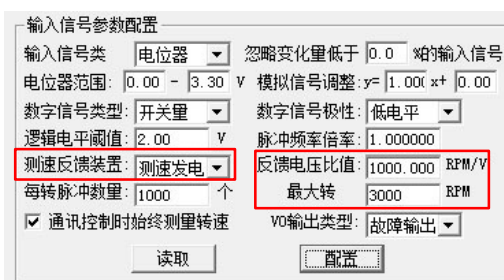 输入信号参数配置
输入信号类 电位器 忽略变化量低于 0.0 %的输入信号
电位器范围: 0.00 - 3.30 V 模拟信号调整:y= 1.00( x+ 0.00
数字信号类型: 开关量 数字信号极性: 低电平
逻辑电平阈值: 2.00 V 脉冲频率倍率: 1.000000
测速反馈装置: 测速发电 反馈电压比值: 1000.000 RPM/V
每转脉冲数量: 1000 个 最大转 3000 RPM
通讯控制时始终测量转速 VO输出类型: 故障输出
读取 配置